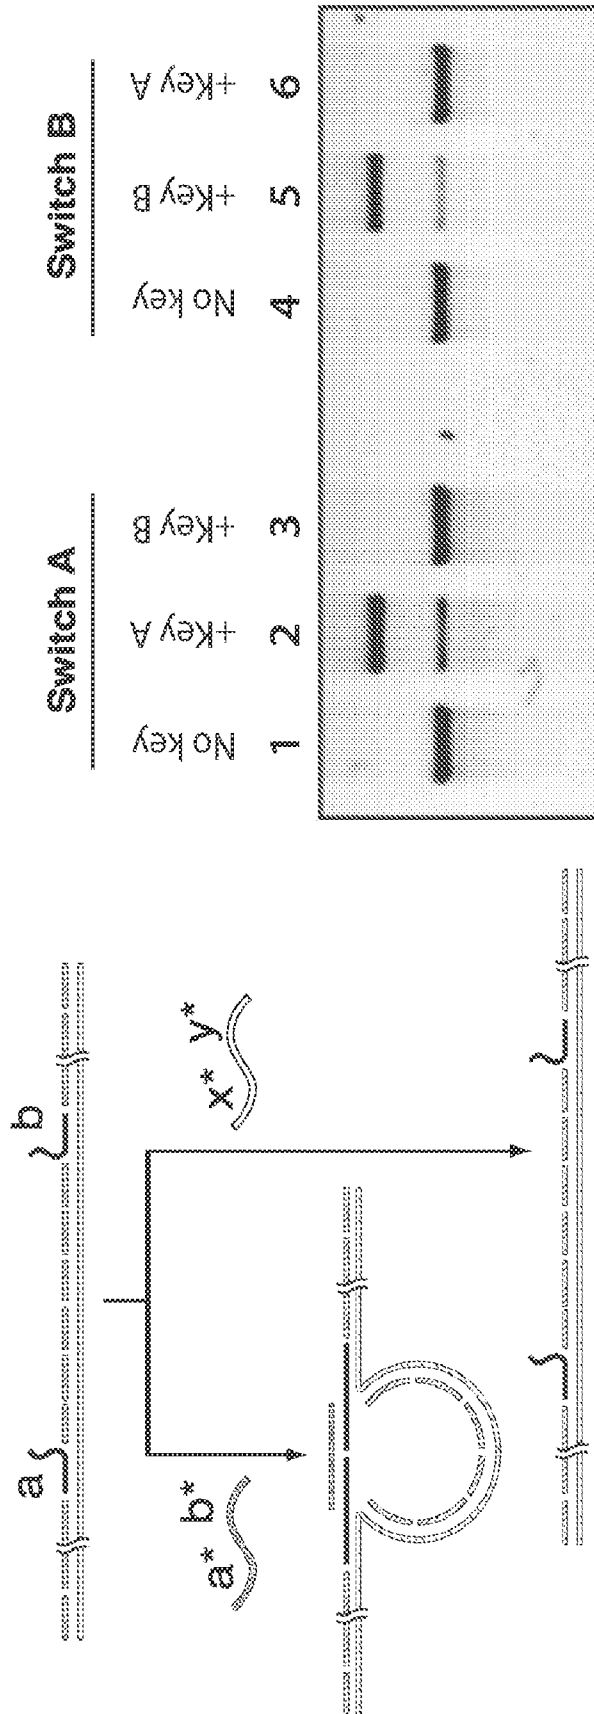 a
b
a* b*
x* y*
Switch A
Switch B
No key
+Key A
+Key B
No key
+Key B
+Key A
1 2 3 4 5 6